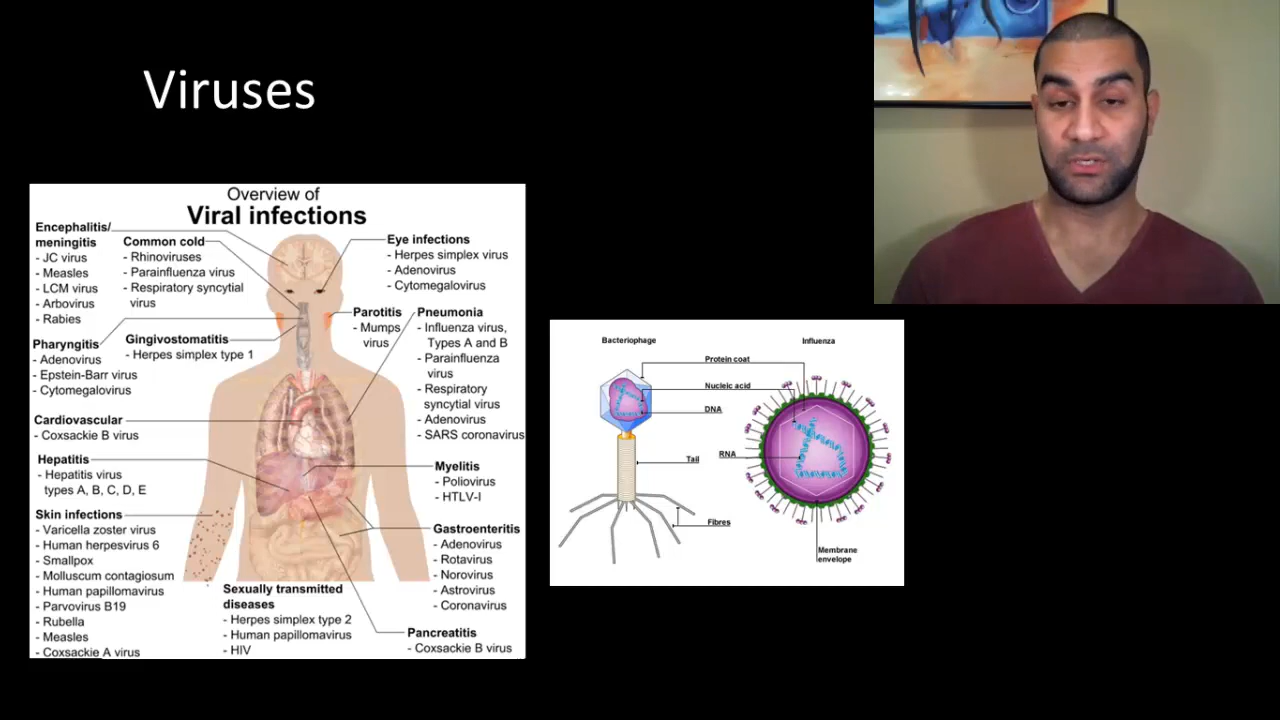 Viruses
Overview of
Viral infections
Encephalitis/
meningitis
- JC virus
- Measles
- LCM virus
- Arbovirus
- Rabies
Common cold
- Rhinoviruses
- Parainfluenza virus
- Respiratory syncytial
virus
Eye infections
- Herpes simplex virus
- Adenovirus
- Cytomegalovirus
Pharyngitis
- Adenovirus
- Epstein-Barr virus
- Cytomegalovirus
Gingivostomatitis
- Herpes simplex type 1
Parotitis
- Mumps
virus
Pneumonia
- Influenza virus,
Types A and B
- Parainfluenza
virus
- Respiratory
syncytial virus
- Adenovirus
- SARS coronavirus
Cardiovascular
- Coxsackie B virus
Hepatitis
- Hepatitis virus
types A, B, C, D, E
Myelitis
- Poliovirus
- HTLV-I
Skin infections
- Varicella zoster virus
- Human herpesvirus 6
- Smallpox
- Molluscum contagiosum
- Human papillomavirus
- Parvovirus B19
- Rubella
- Measles
- Coxsackie A virus
Gastroenteritis
- Adenovirus
- Rotavirus
- Norovirus
- Astrovirus
- Coronavirus
Sexually transmitted
diseases
- Herpes simplex type 2
- Human papillomavirus
- HIV
Pancreatitis
- Coxsackie B virus
Bacteriophage
Influenza
Protein coat
Nucleic acid
DNA
RNA
Tail
Fibres
Membrane
envelope